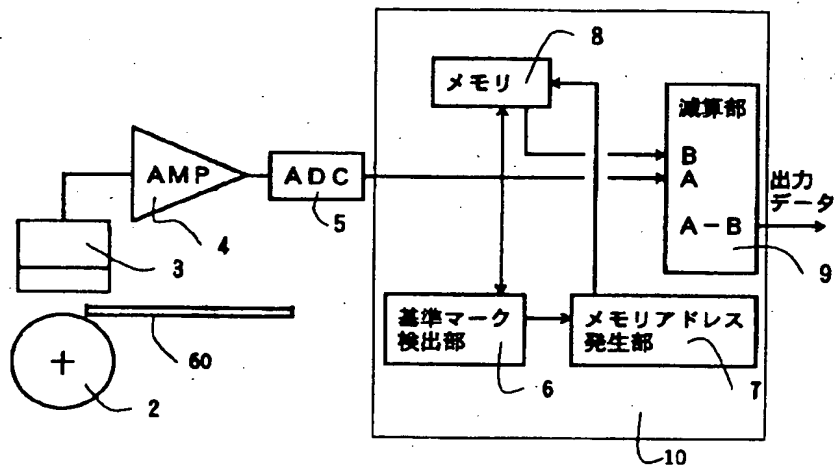 8
メモリ
減算部
B
A
A－B
9
出力
データ
AMP
4
ADC
5
3
60
2
基準マーク
検出部
6
メモリアドレス
発生部
7
10